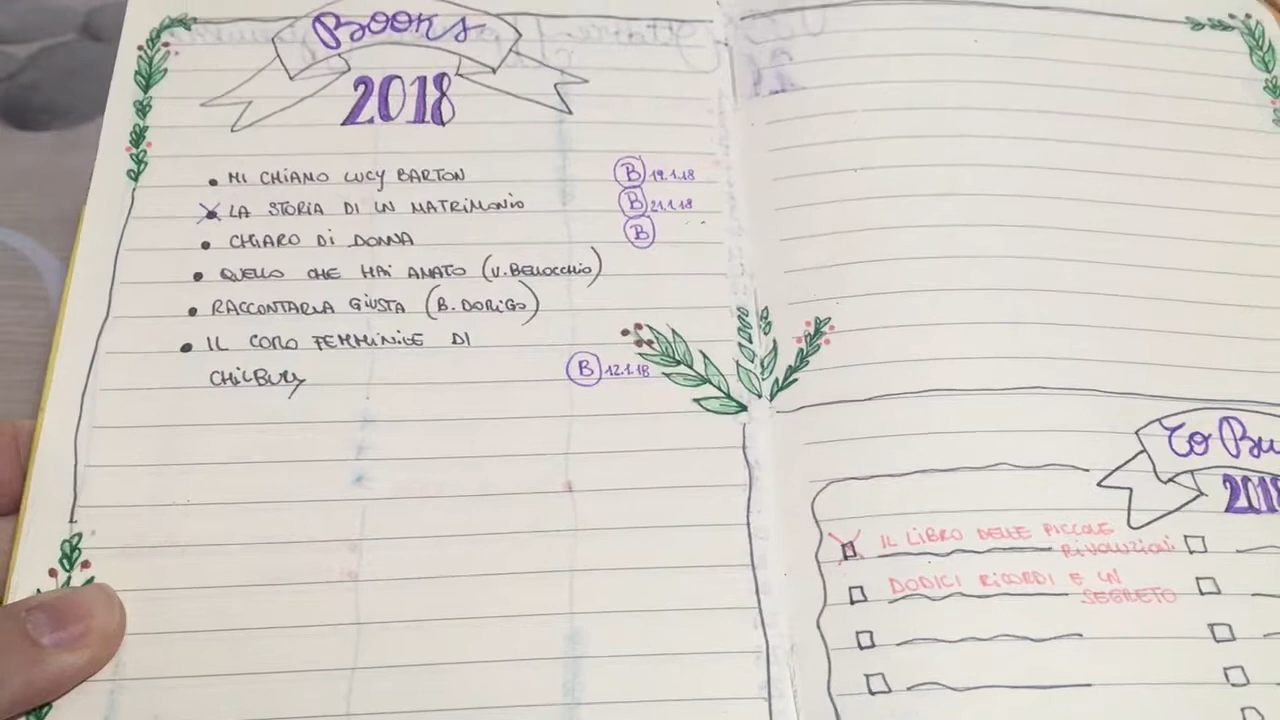 Books
2018
• MI CHIAMO LUCY BARTON B 19.1.18
X LA STORIA DI UN MATRIMONIO B 21.1.18
• CHIARO DI DONNA B
• QUELLO CHE HAI AMATO (V. BELLOCCHIO)
• RACCONTARLA GIUSTA (B. DORIGO)
• IL CORO FEMMINILE DI
CHILBURY B 12.1.18
To Bu
2018
IL LIBRO DELLE PICCOLE
RIVOLUZIONI
DODICI RICORDI E UN
SEGRETO